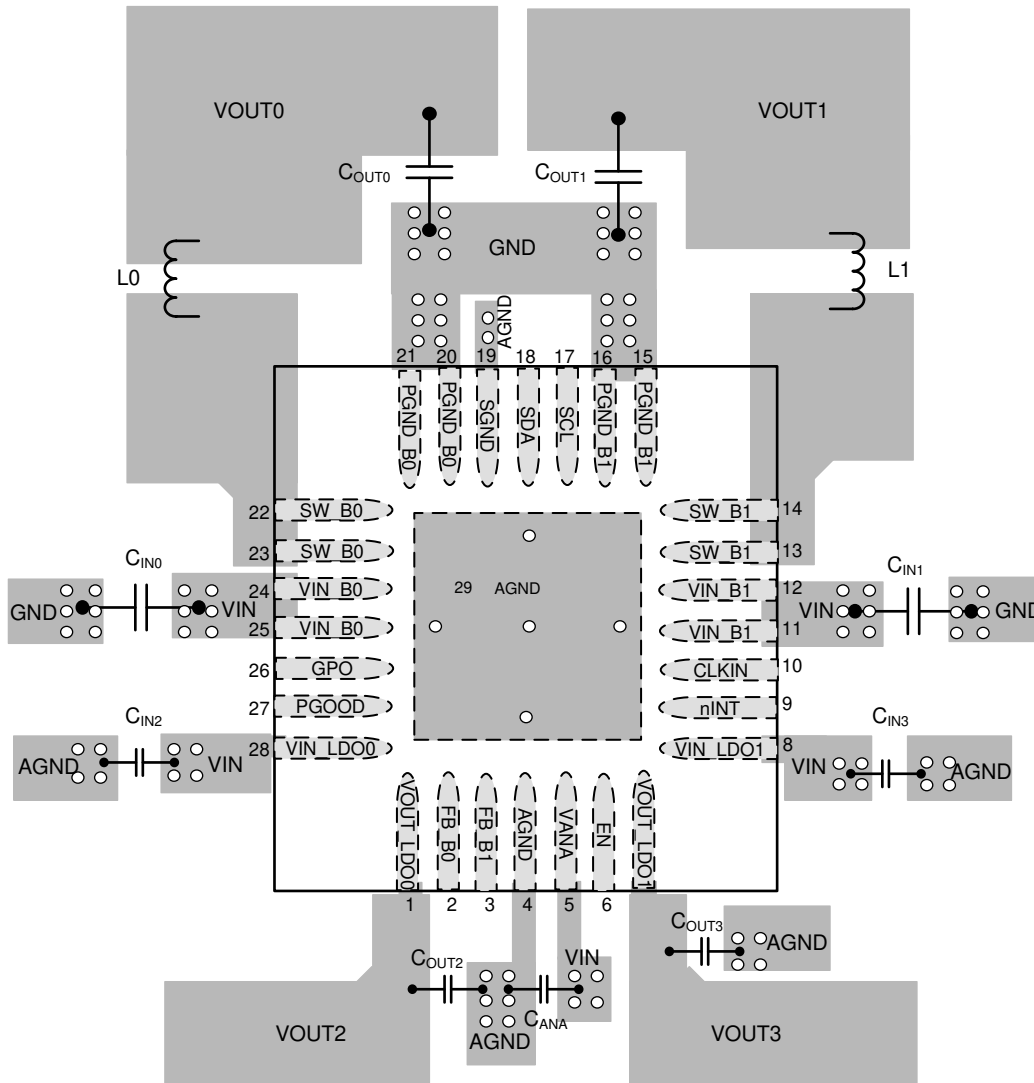 VOUT0
VOUT1
COUT0
COUT1
GND
L0
L1
AGND
21
20
19
18
17
16
15
PGND_B0
PGND_B0
SGND
SDA
SCL
PGND_B1
PGND_B1
22
SW_B0
SW_B1
14
23
SW_B0
SW_B1
13
CIN0
CIN1
24
VIN_B0
29
AGND
VIN_B1
12
GND
VIN
VIN
GND
25
VIN_B0
VIN_B1
11
26
GPO
CLKIN
10
27
PGOOD
nINT
9
CIN2
CIN3
28
VIN_LDO0
VIN_LDO1
8
AGND
VIN
VIN
AGND
VOUT_LDO0
FB_B0
FB_B1
AGND
VANA
EN
VOUT_LDO1
1
2
3
4
5
6
COUT3
AGND
COUT2
VIN
CANA
VOUT2
AGND
VOUT3